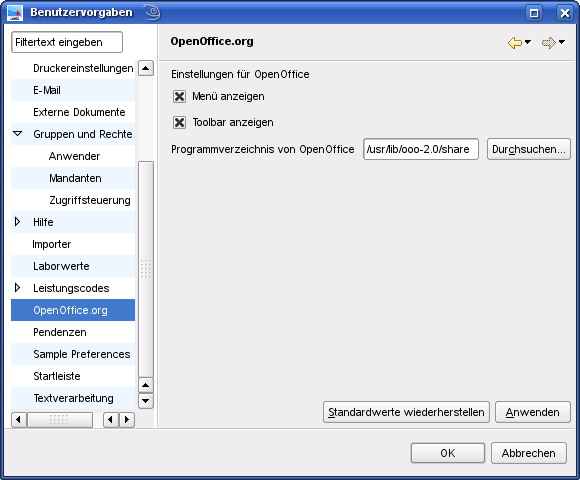 Benutzervorgaben
Filtertext eingeben
Druckereinstellungen
E-Mail
Externe Dokumente
Gruppen und Rechte
Anwender
Mandanten
Zugriffsteuerung
Hilfe
Importer
Laborwerte
Leistungscodes
OpenOffice.org
Pendenzen
Sample Preferences
Startleiste
Textverarbeitung
OpenOffice.org
Einstellungen für OpenOffice
Menü anzeigen
Toolbar anzeigen
Programmverzeichnis von OpenOffice /usr/lib/ooo-2.0/share Durchsuchen...
Standardwerte wiederherstellen Anwenden
OK Abbrechen